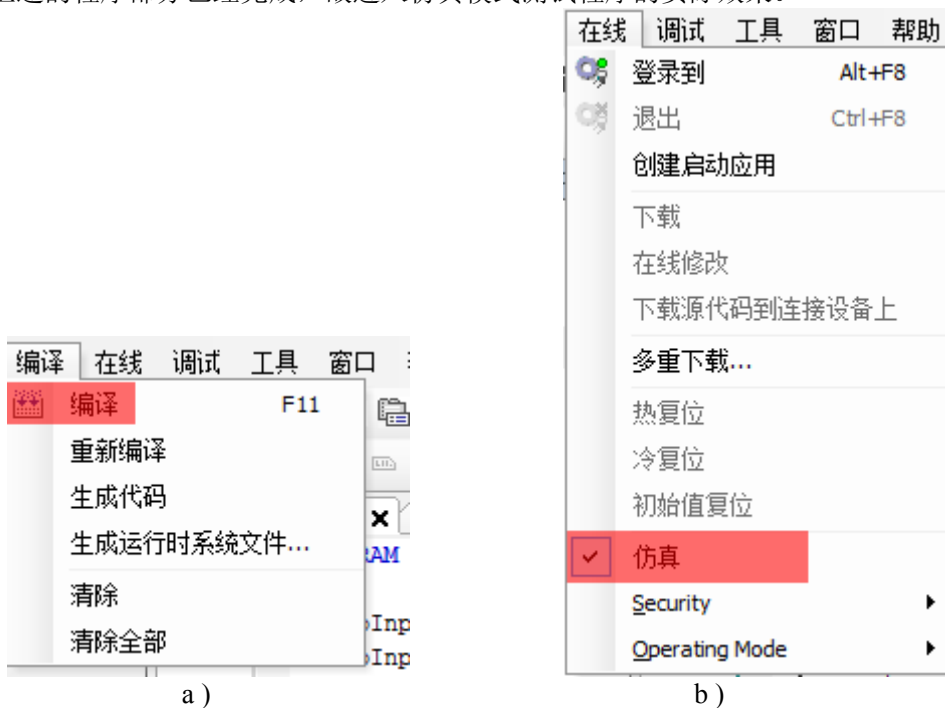 在线 调试 工具 窗口 帮助
登录到 Alt+F8
退出 Ctrl+F8
创建启动应用
下载
在线修改
下载源代码到连接设备上
多重下载...
热复位
冷复位
初始值复位
仿真
Security
Operating Mode
编译 在线 调试 工具 窗口
编译 F11
重新编译
生成代码
生成运行时系统文件...
清除
清除全部
a )
b )